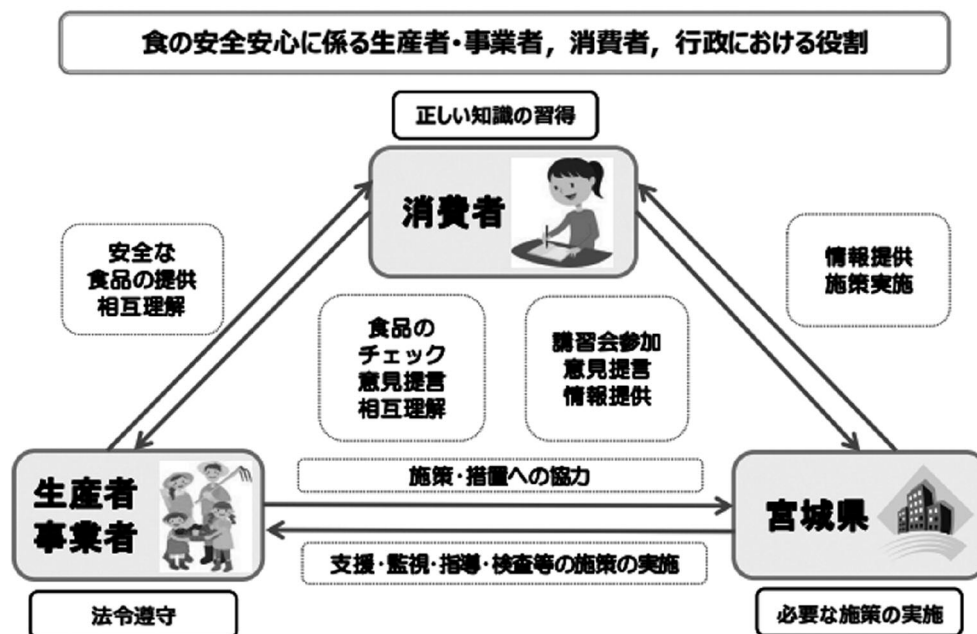 食の安全安心に係る生産者・事業者，消費者，行政における役割
正しい知識の習得
消費者
安全な
食品の提供
相互理解
情報提供
施策実施
食品の
チェック
意見提言
相互理解
講習会参加
意見提言
情報提供
生産者
事業者
施策・措置への協力
宮城県
支援・監視・指導・検査等の施策の実施
法令遵守
必要な施策の実施